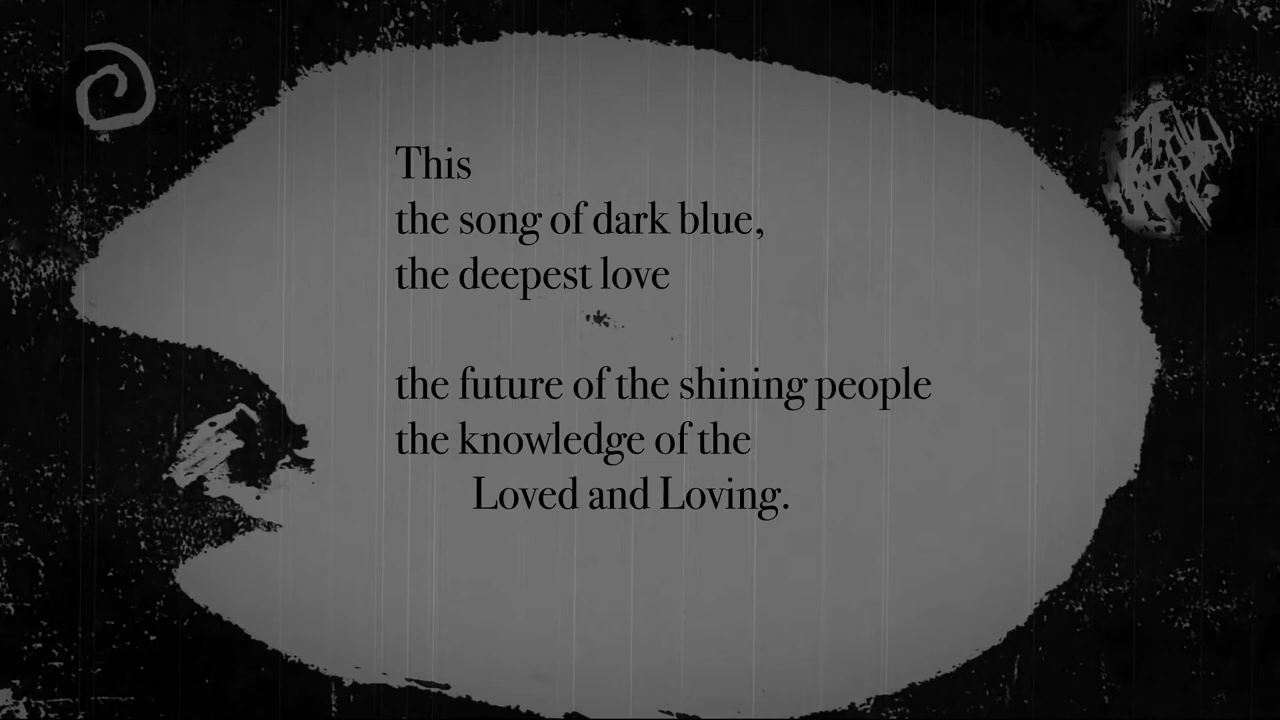 This
the song of dark blue,
the deepest love
the future of the shining people
the knowledge of the
Loved and Loving.